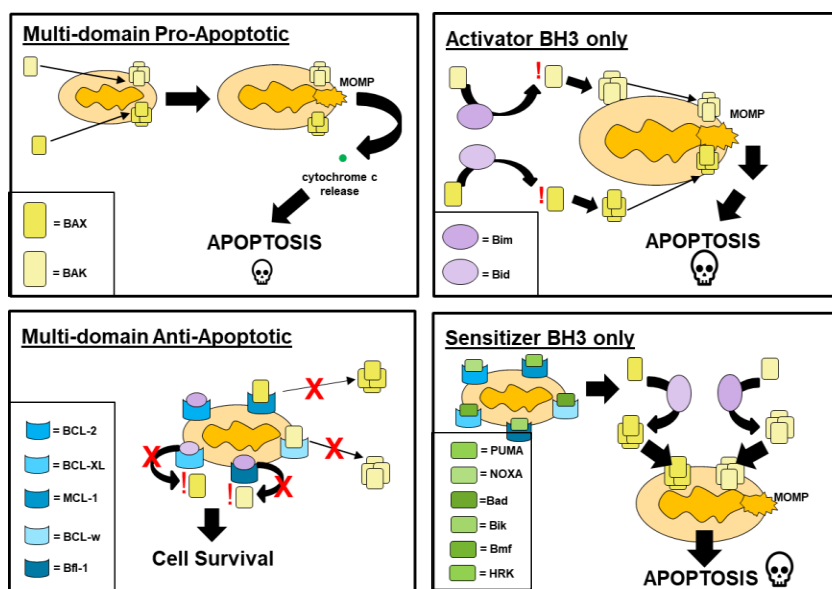 Multi-domain Pro-Apoptotic
MOMP
cytochrome c
release
APOPTOSIS
= BAX
= BAK
Activator BH3 only
!
MOMP
!
APOPTOSIS
= Bim
= Bid
Multi-domain Anti-Apoptotic
X
X
X
X
!
!
Cell Survival
= BCL-2
= BCL-XL
= MCL-1
= BCL-w
= Bfl-1
Sensitizer BH3 only
= PUMA
= NOXA
=Bad
= Bik
= Bmf
= HRK
MOMP
APOPTOSIS